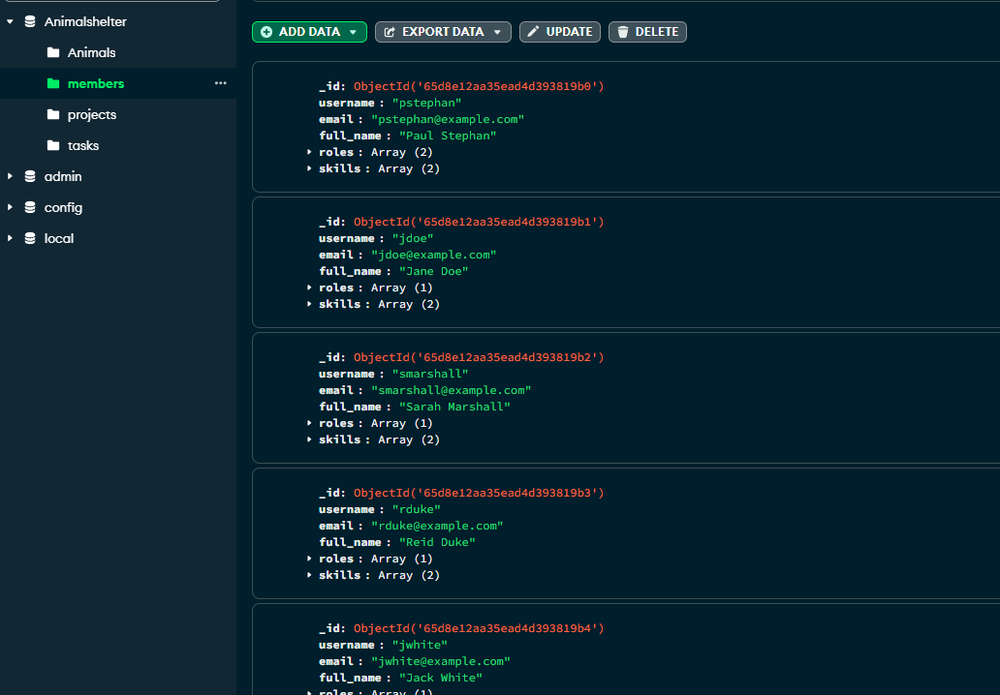 Animalshelter
Animals
members
projects
tasks
admin
config
local
ADD DATA
EXPORT DATA
UPDATE
DELETE
_id: ObjectId('65d8e12aa35ead4d393819b0')
username : "pstephan"
email : "pstephan@example.com"
full_name : "Paul Stephan"
roles : Array (2)
skills : Array (2)
_id: ObjectId('65d8e12aa35ead4d393819b1')
username : "jdoe"
email : "jdoe@example.com"
full_name : "Jane Doe"
roles : Array (1)
skills : Array (2)
_id: ObjectId('65d8e12aa35ead4d393819b2')
username : "smarshall"
email : "smarshall@example.com"
full_name : "Sarah Marshall"
roles : Array (1)
skills : Array (2)
_id: ObjectId('65d8e12aa35ead4d393819b3')
username : "rduke"
email : "rduke@example.com"
full_name : "Reid Duke"
roles : Array (1)
skills : Array (2)
_id: ObjectId('65d8e12aa35ead4d393819b4')
username : "jwhite"
email : "jwhite@example.com"
full_name : "Jack White"
roles : Array (1)